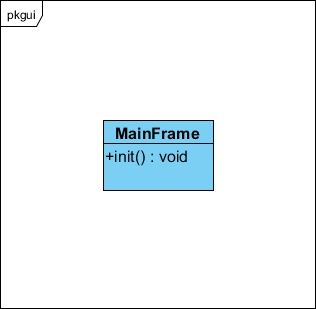 pkgui
MainFrame
+init() : void